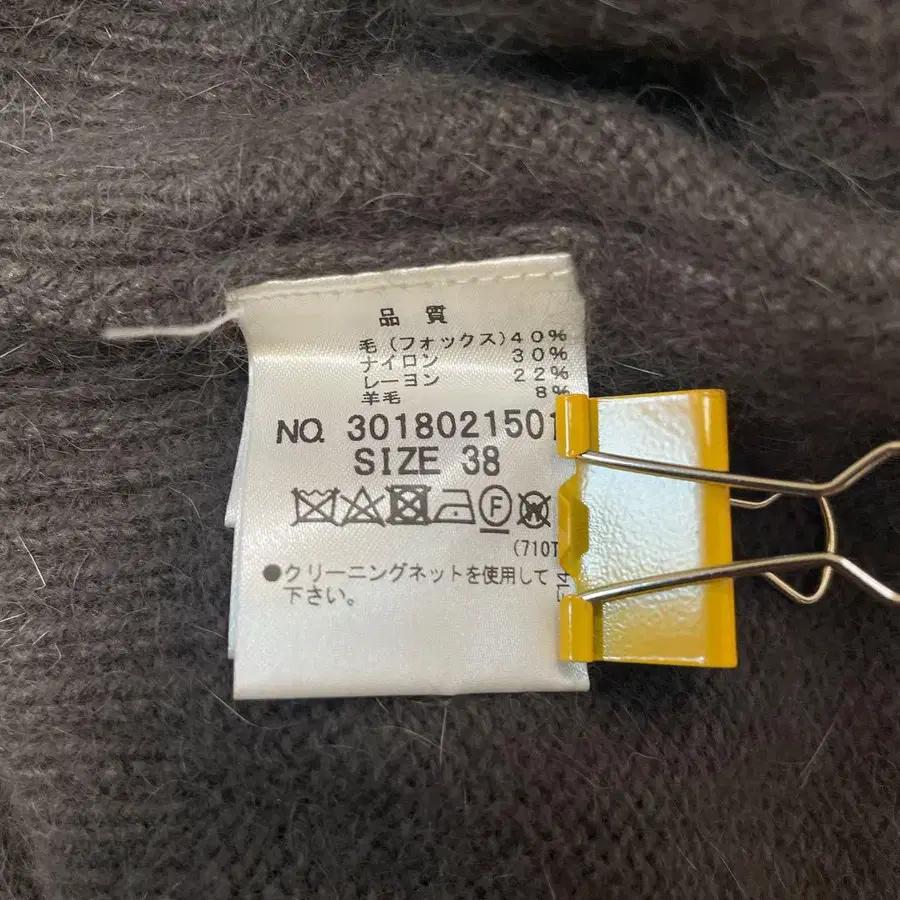 品質
毛(フォックス)40%
ナイロン 30%
レーヨン 22%
羊毛 8%
NO. 3018021501
SIZE 38
F W
(710T
●クリーニングネットを使用して
下さい。